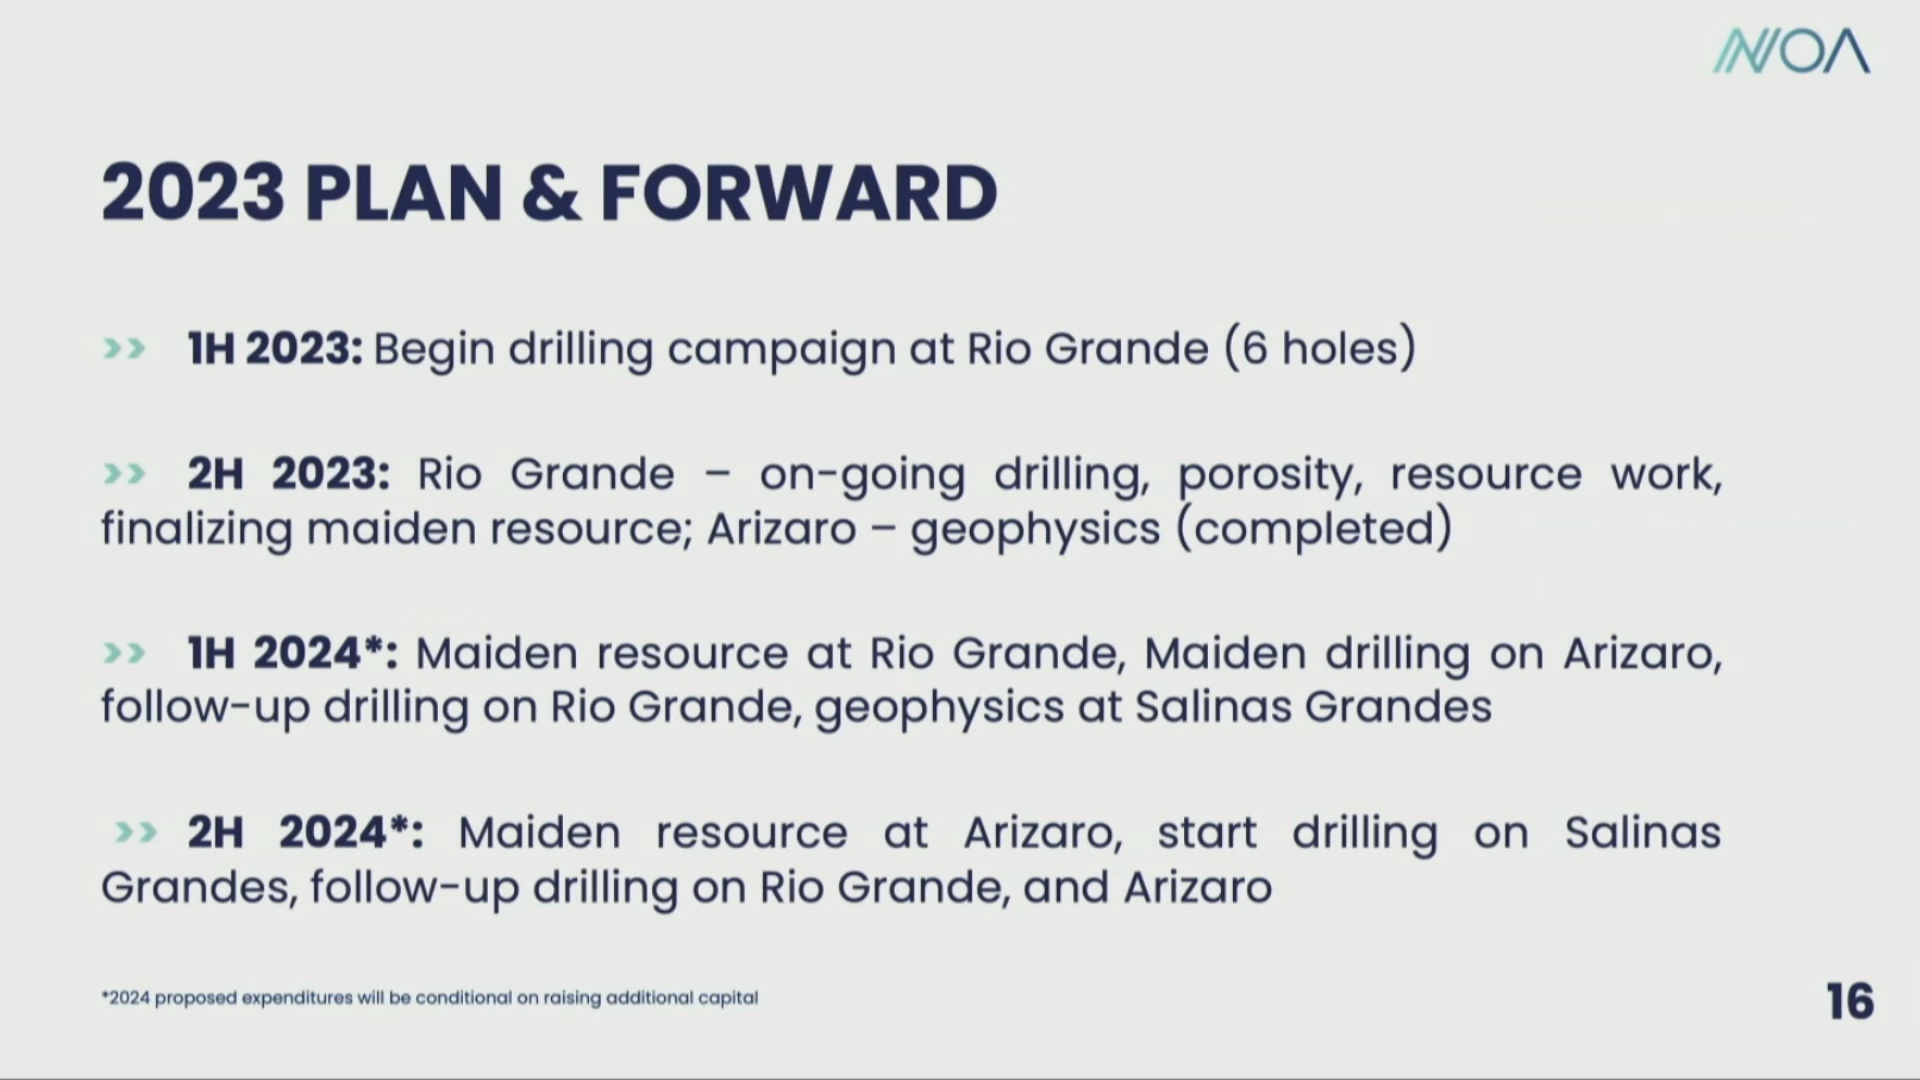 NOA
2023 PLAN & FORWARD
>> 1H 2023: Begin drilling campaign at Rio Grande (6 holes)
>> 2H 2023: Rio Grande – on-going drilling, porosity, resource work,
finalizing maiden resource; Arizaro – geophysics (completed)
>> 1H 2024*: Maiden resource at Rio Grande, Maiden drilling on Arizaro,
follow-up drilling on Rio Grande, geophysics at Salinas Grandes
>> 2H 2024*: Maiden resource at Arizaro, start drilling on Salinas
Grandes, follow-up drilling on Rio Grande, and Arizaro
*2024 proposed expenditures will be conditional on raising additional capital
16